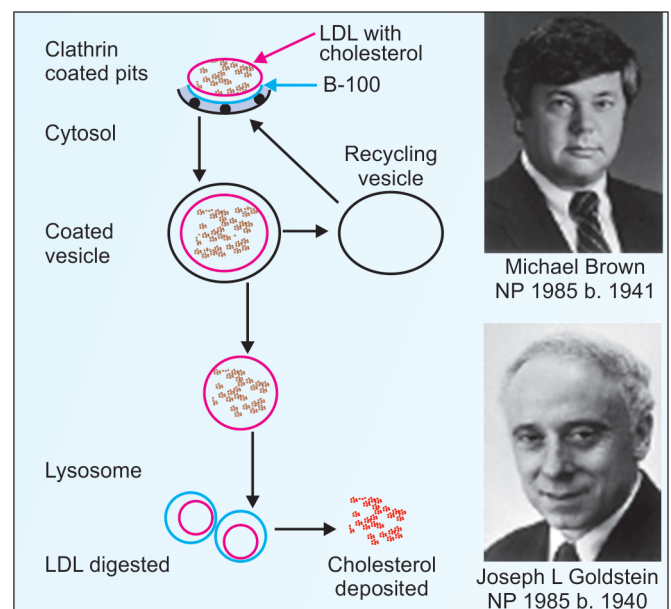 Clathrin
coated pits
LDL with
cholesterol
B-100
Cytosol
Recycling
vesicle
Coated
vesicle
Lysosome
LDL digested
Cholesterol
deposited
Michael Brown
NP 1985 b. 1941
Joseph L Goldstein
NP 1985 b. 1940